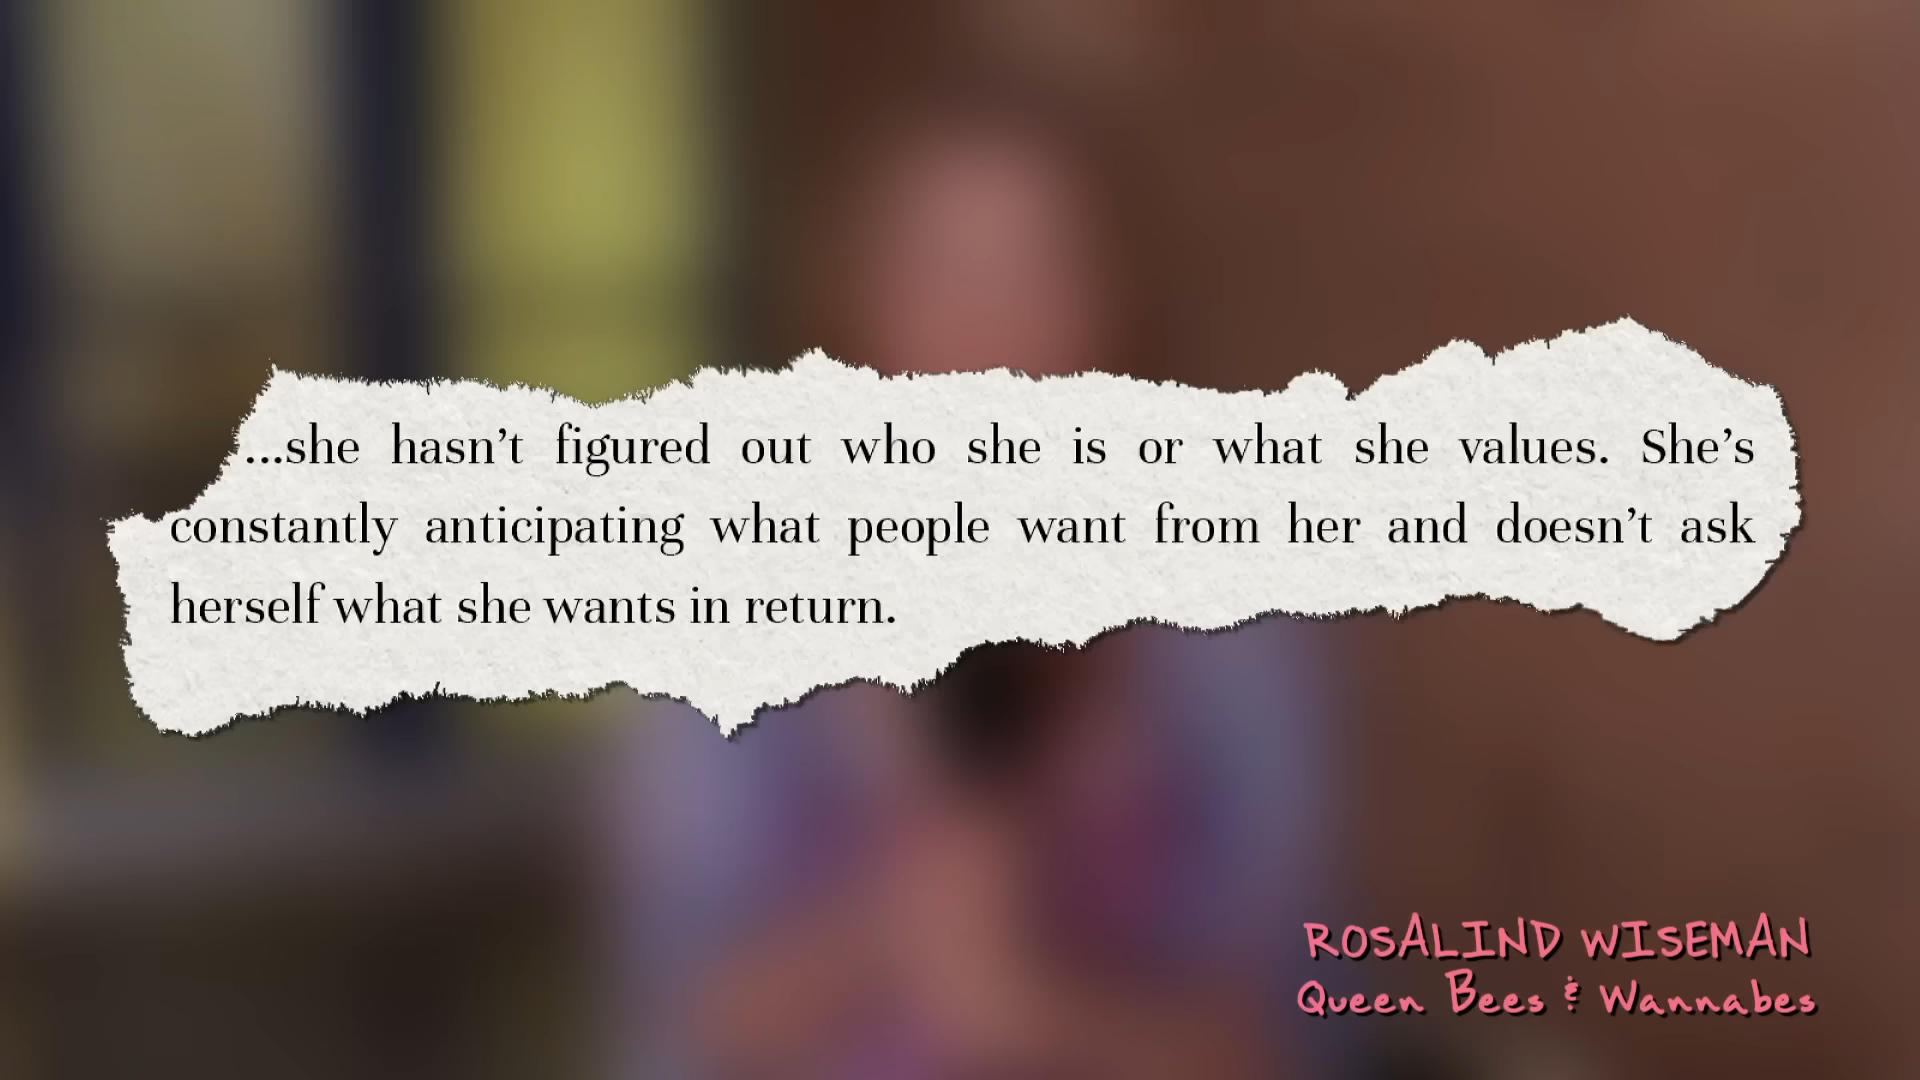 ...she hasn’t figured out who she is or what she values. She’s
constantly anticipating what people want from her and doesn’t ask
herself what she wants in return.
ROSALIND WISEMAN
Queen Bees & Wannabes